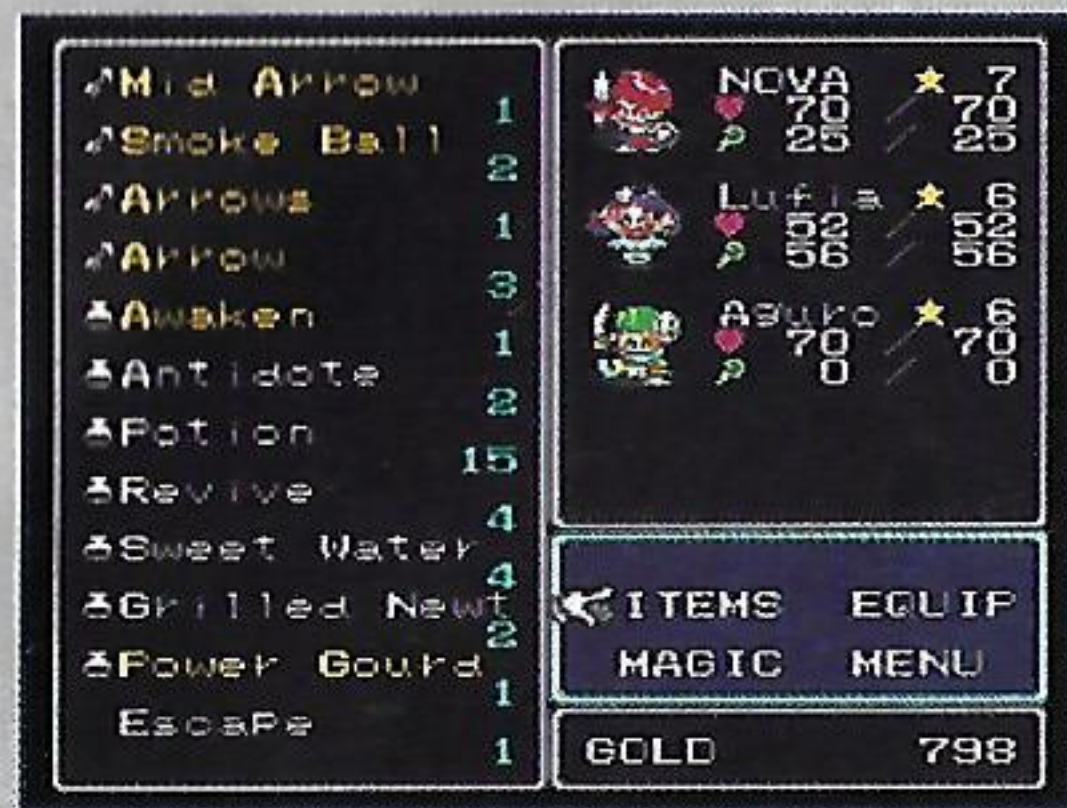 Mid Arrow
1
Smoke Ball
2
Arrows
1
Arrow
3
Awaken
1
Antidote
2
Potion
15
Revive
4
Sweet Water
4
Grilled Newt
2
Power Gourd
1
Escape
1
NOVA 7
70 / 70
25 / 25
Lufia 6
52 / 52
56 / 56
Aguro 6
70 / 70
0 / 0
ITEMS EQUIP
MAGIC MENU
GOLD 798